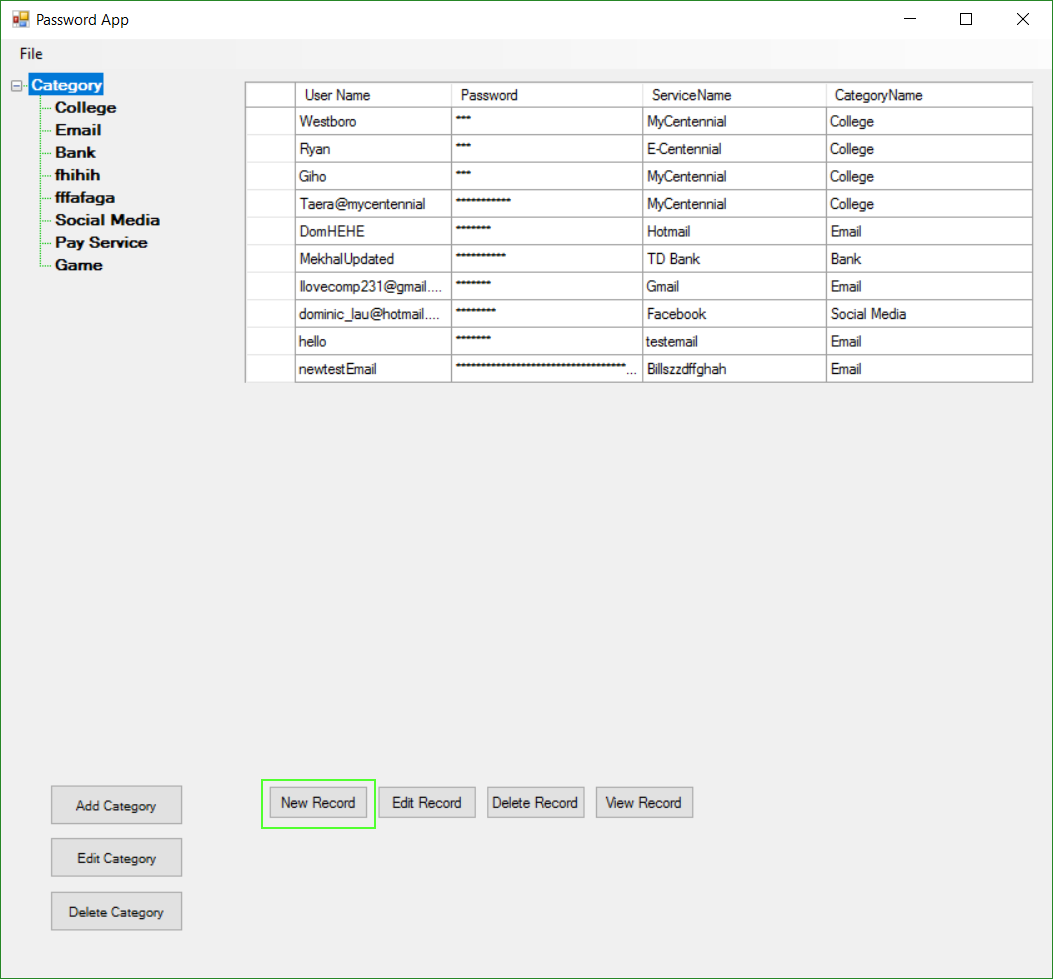 Password App
File
Category
College
Email
Bank
fhihih
fffafaga
Social Media
Pay Service
Game
User Name Password ServiceName CategoryName
Westboro *** MyCentennial College
Ryan *** E-Centennial College
Giho *** MyCentennial College
Taera@mycentennial *********** MyCentennial College
DomHEHE ******* Hotmail Email
MekhalUpdated ********** TD Bank Bank
Ilovecomp231@gmail.... ******* Gmail Email
dominic_lau@hotmail.... ******** Facebook Social Media
hello ******* testemail Email
newtestEmail **********************************... Billszzdffghah Email
Add Category
Edit Category
Delete Category
New Record Edit Record Delete Record View Record